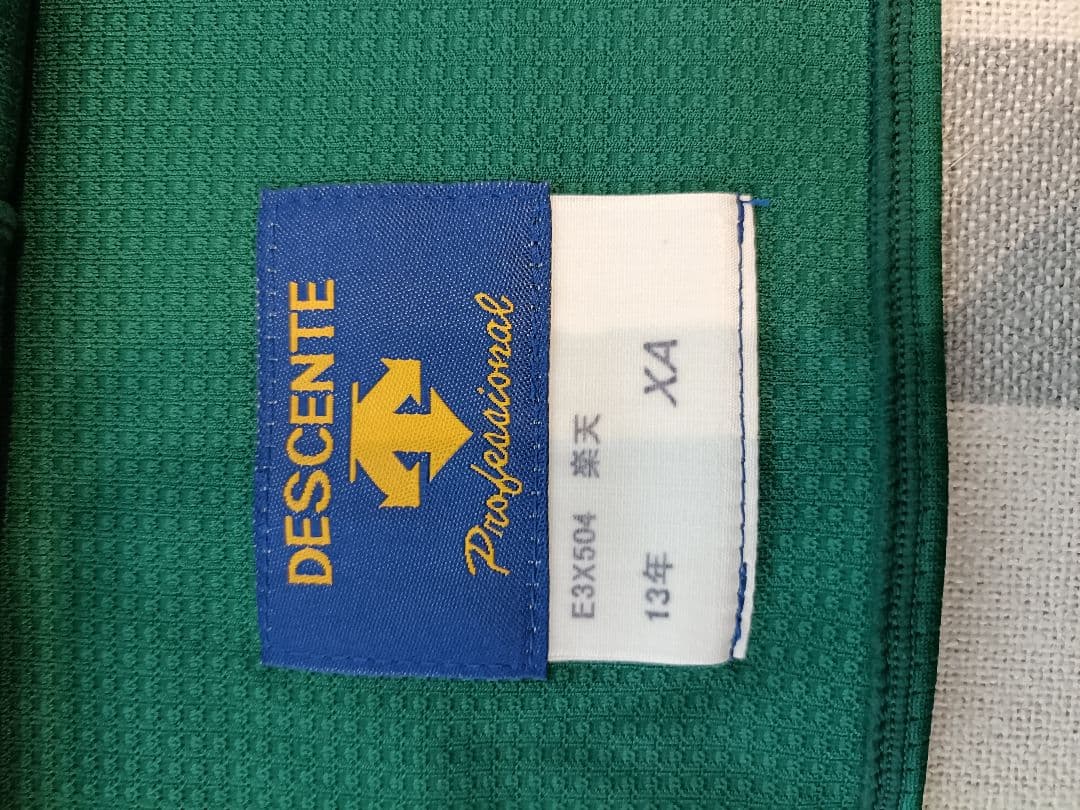 DESCENTE
Professional
E3X504 楽天
13年 XA